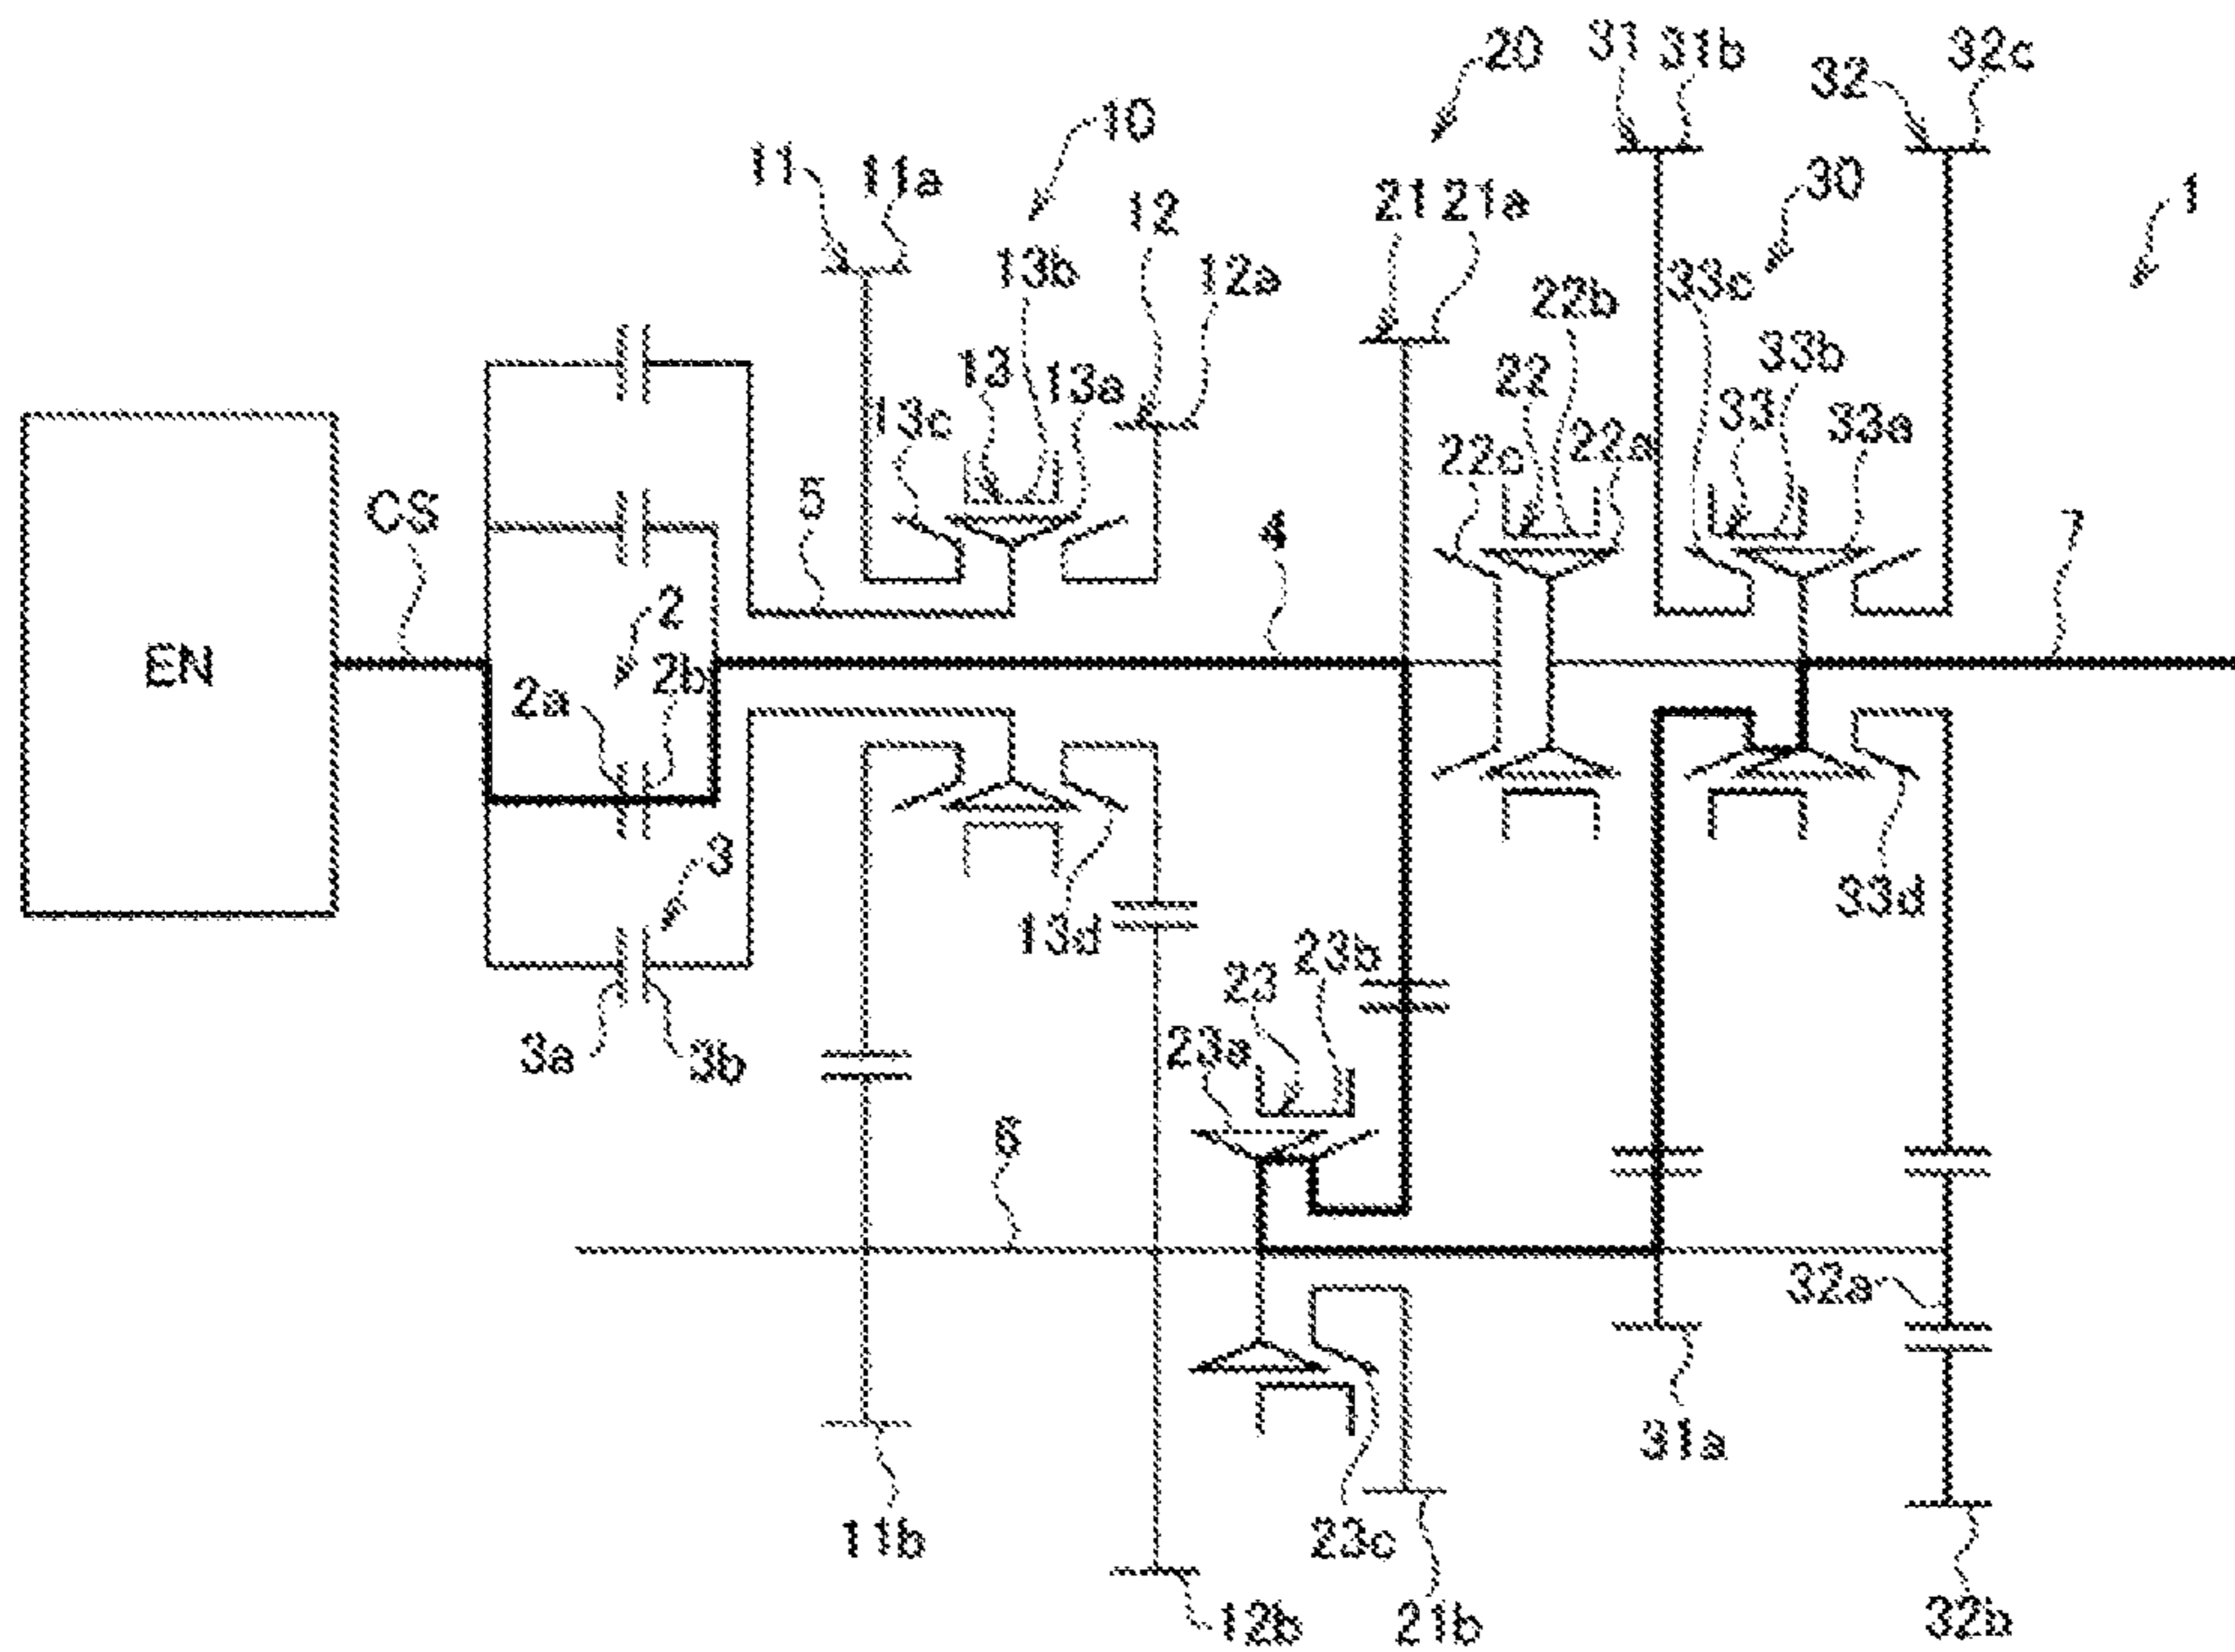 20 31 31b 32 32c
10 11 11a 12 21 21a 30 1
13b 12a 22b 33c
13 13a 22 33b
13c 22c 22a 33 33a
CS 5 4 7
EN 2 2a 2b
3 13d 33d
3a 3b 23 23b
23a
6 32a
31a
11b 23c
12b 21b 32b